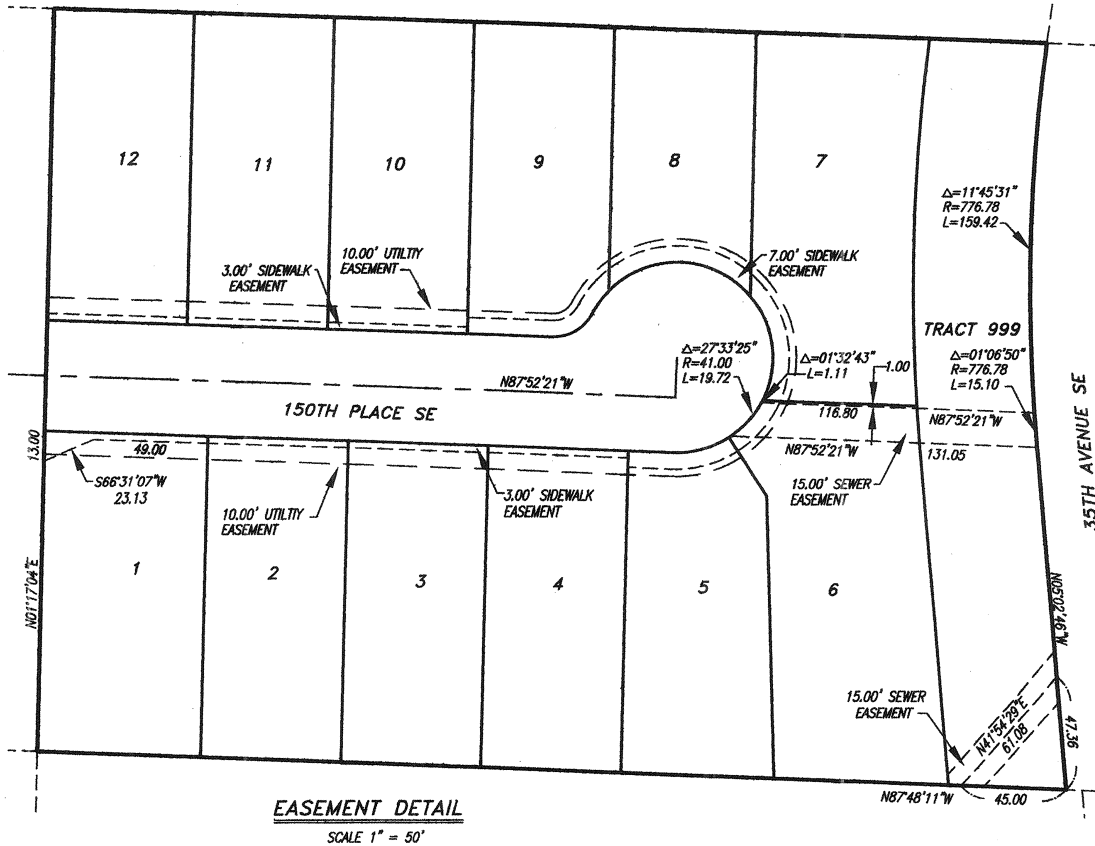 12
11
10
9
8
7
Δ=11°45'31"
R=776.78
L=159.42
10.00' UTILTIY
EASEMENT
3.00' SIDEWALK
EASEMENT
7.00' SIDEWALK
EASEMENT
TRACT 999
Δ=27°33'25"
R=41.00
L=19.72
Δ=01°32'43"
L=1.11
1.00
Δ=01°06'50"
R=776.78
L=15.10
N87°52'21"W
150TH PLACE SE
116.80
N87°52'21"W
35TH AVENUE SE
13.00
49.00
N87°52'21"W
131.05
S66°31'07"W
23.13
10.00' UTILTIY
EASEMENT
3.00' SIDEWALK
EASEMENT
15.00' SEWER
EASEMENT
1
2
3
4
5
6
N01°17'04"E
N05°02'46"W
15.00' SEWER
EASEMENT
N41°54'29"E
61.08
47.36
N87°48'11"W
45.00
EASEMENT DETAIL
SCALE 1" = 50'